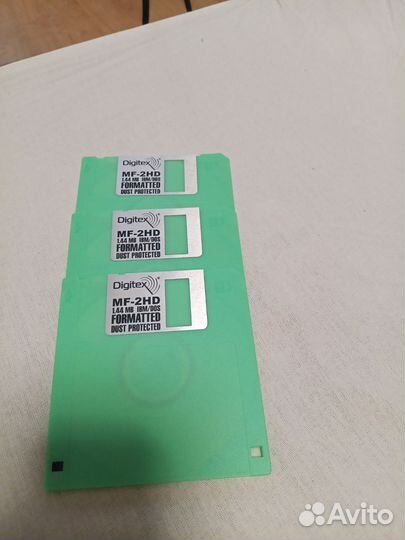 Digitex
MF-2HD
1.44 MB IBM/DOS
FORMATTED
DUST PROTECTED
Digitex
MF-2HD
1.44 MB IBM/DOS
FORMATTED
DUST PROTECTED
Digitex
MF-2HD
1.44 MB IBM/DOS
FORMATTED
DUST PROTECTED
Avito